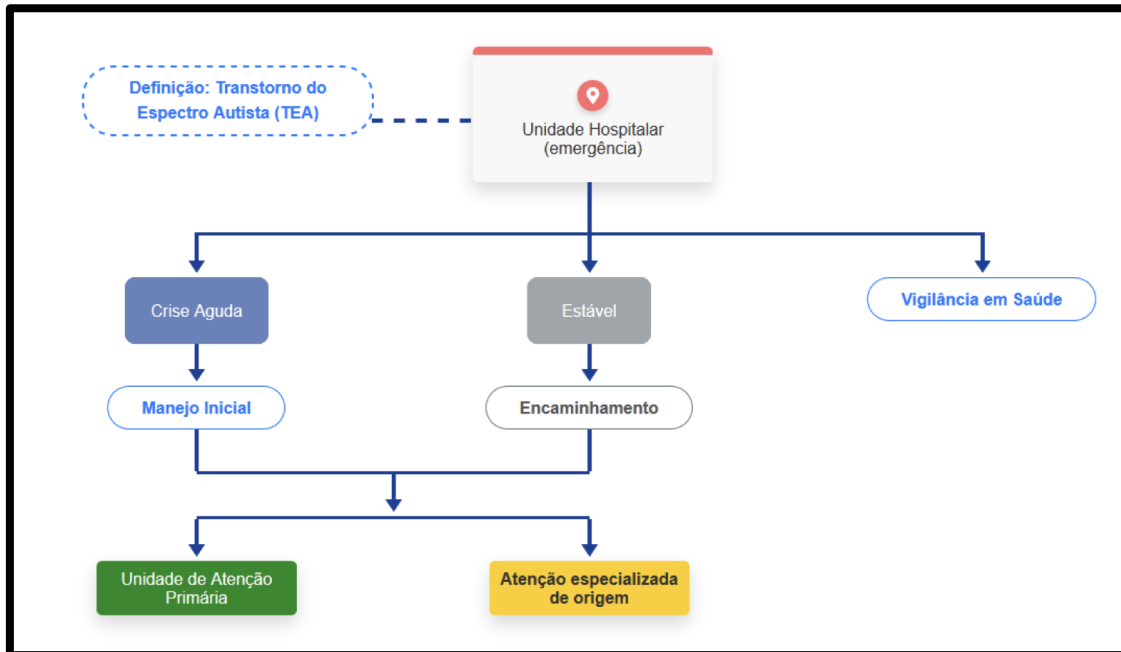 Definição: Transtorno do
Espectro Autista (TEA)
Unidade Hospitalar
(emergência)
Crise Aguda
Estável
Vigilância em Saúde
Manejo Inicial
Encaminhamento
Unidade de Atenção
Primária
Atenção especializada
de origem